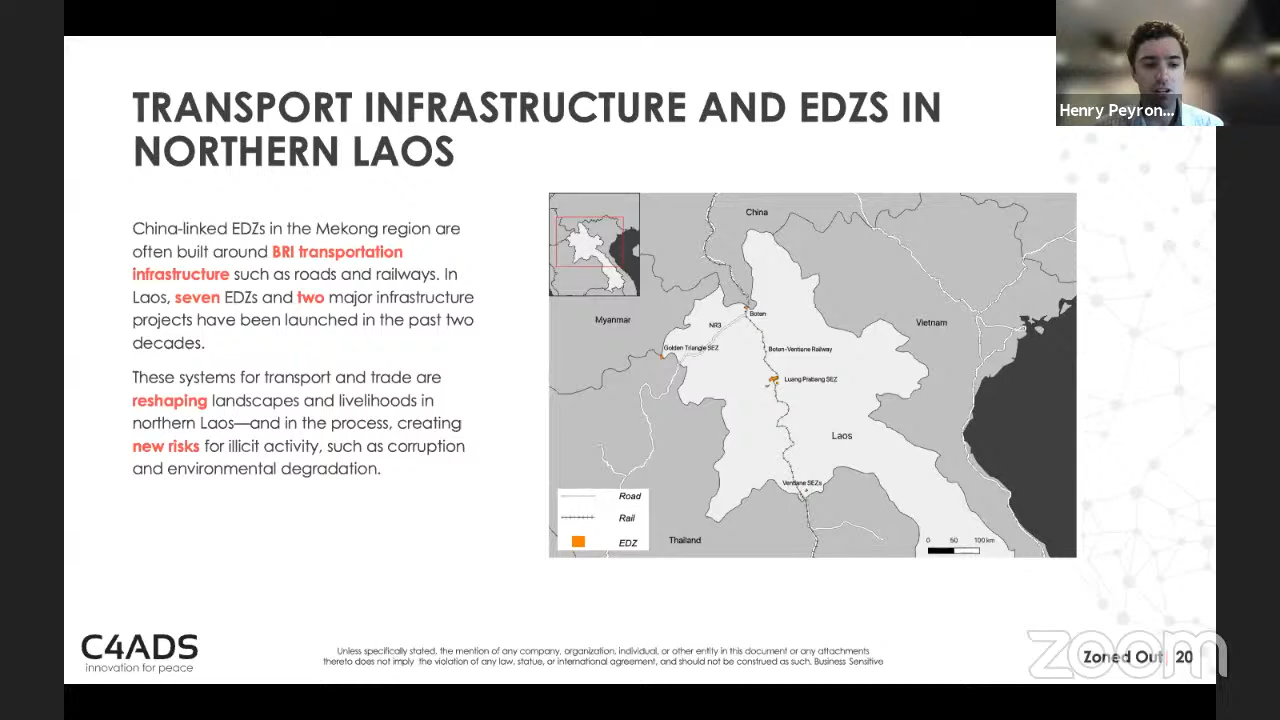 Henry Peyron...
TRANSPORT INFRASTRUCTURE AND EDZS IN
NORTHERN LAOS
China-linked EDZs in the Mekong region are
often built around BRI transportation
infrastructure such as roads and railways. In
Laos, seven EDZs and two major infrastructure
projects have been launched in the past two
decades.
These systems for transport and trade are
reshaping landscapes and livelihoods in
northern Laos—and in the process, creating
new risks for illicit activity, such as corruption
and environmental degradation.
China
Myanmar
Vietnam
Boten
NR3
Golden Triangle SEZ
Boten-Ventiane Railway
Luang Prabang SEZ
Laos
Ventiane SEZs
Thailand
Road
Rail
EDZ
0 50 100 km
C4ADS
innovation for peace
Unless specifically stated, the mention of any company, organization, individual, or other entity in this document or any attachments
thereto does not imply the violation of any law, statue, or international agreement, and should not be construed as such. Business Sensitive
Zoned Out| 20
zoom